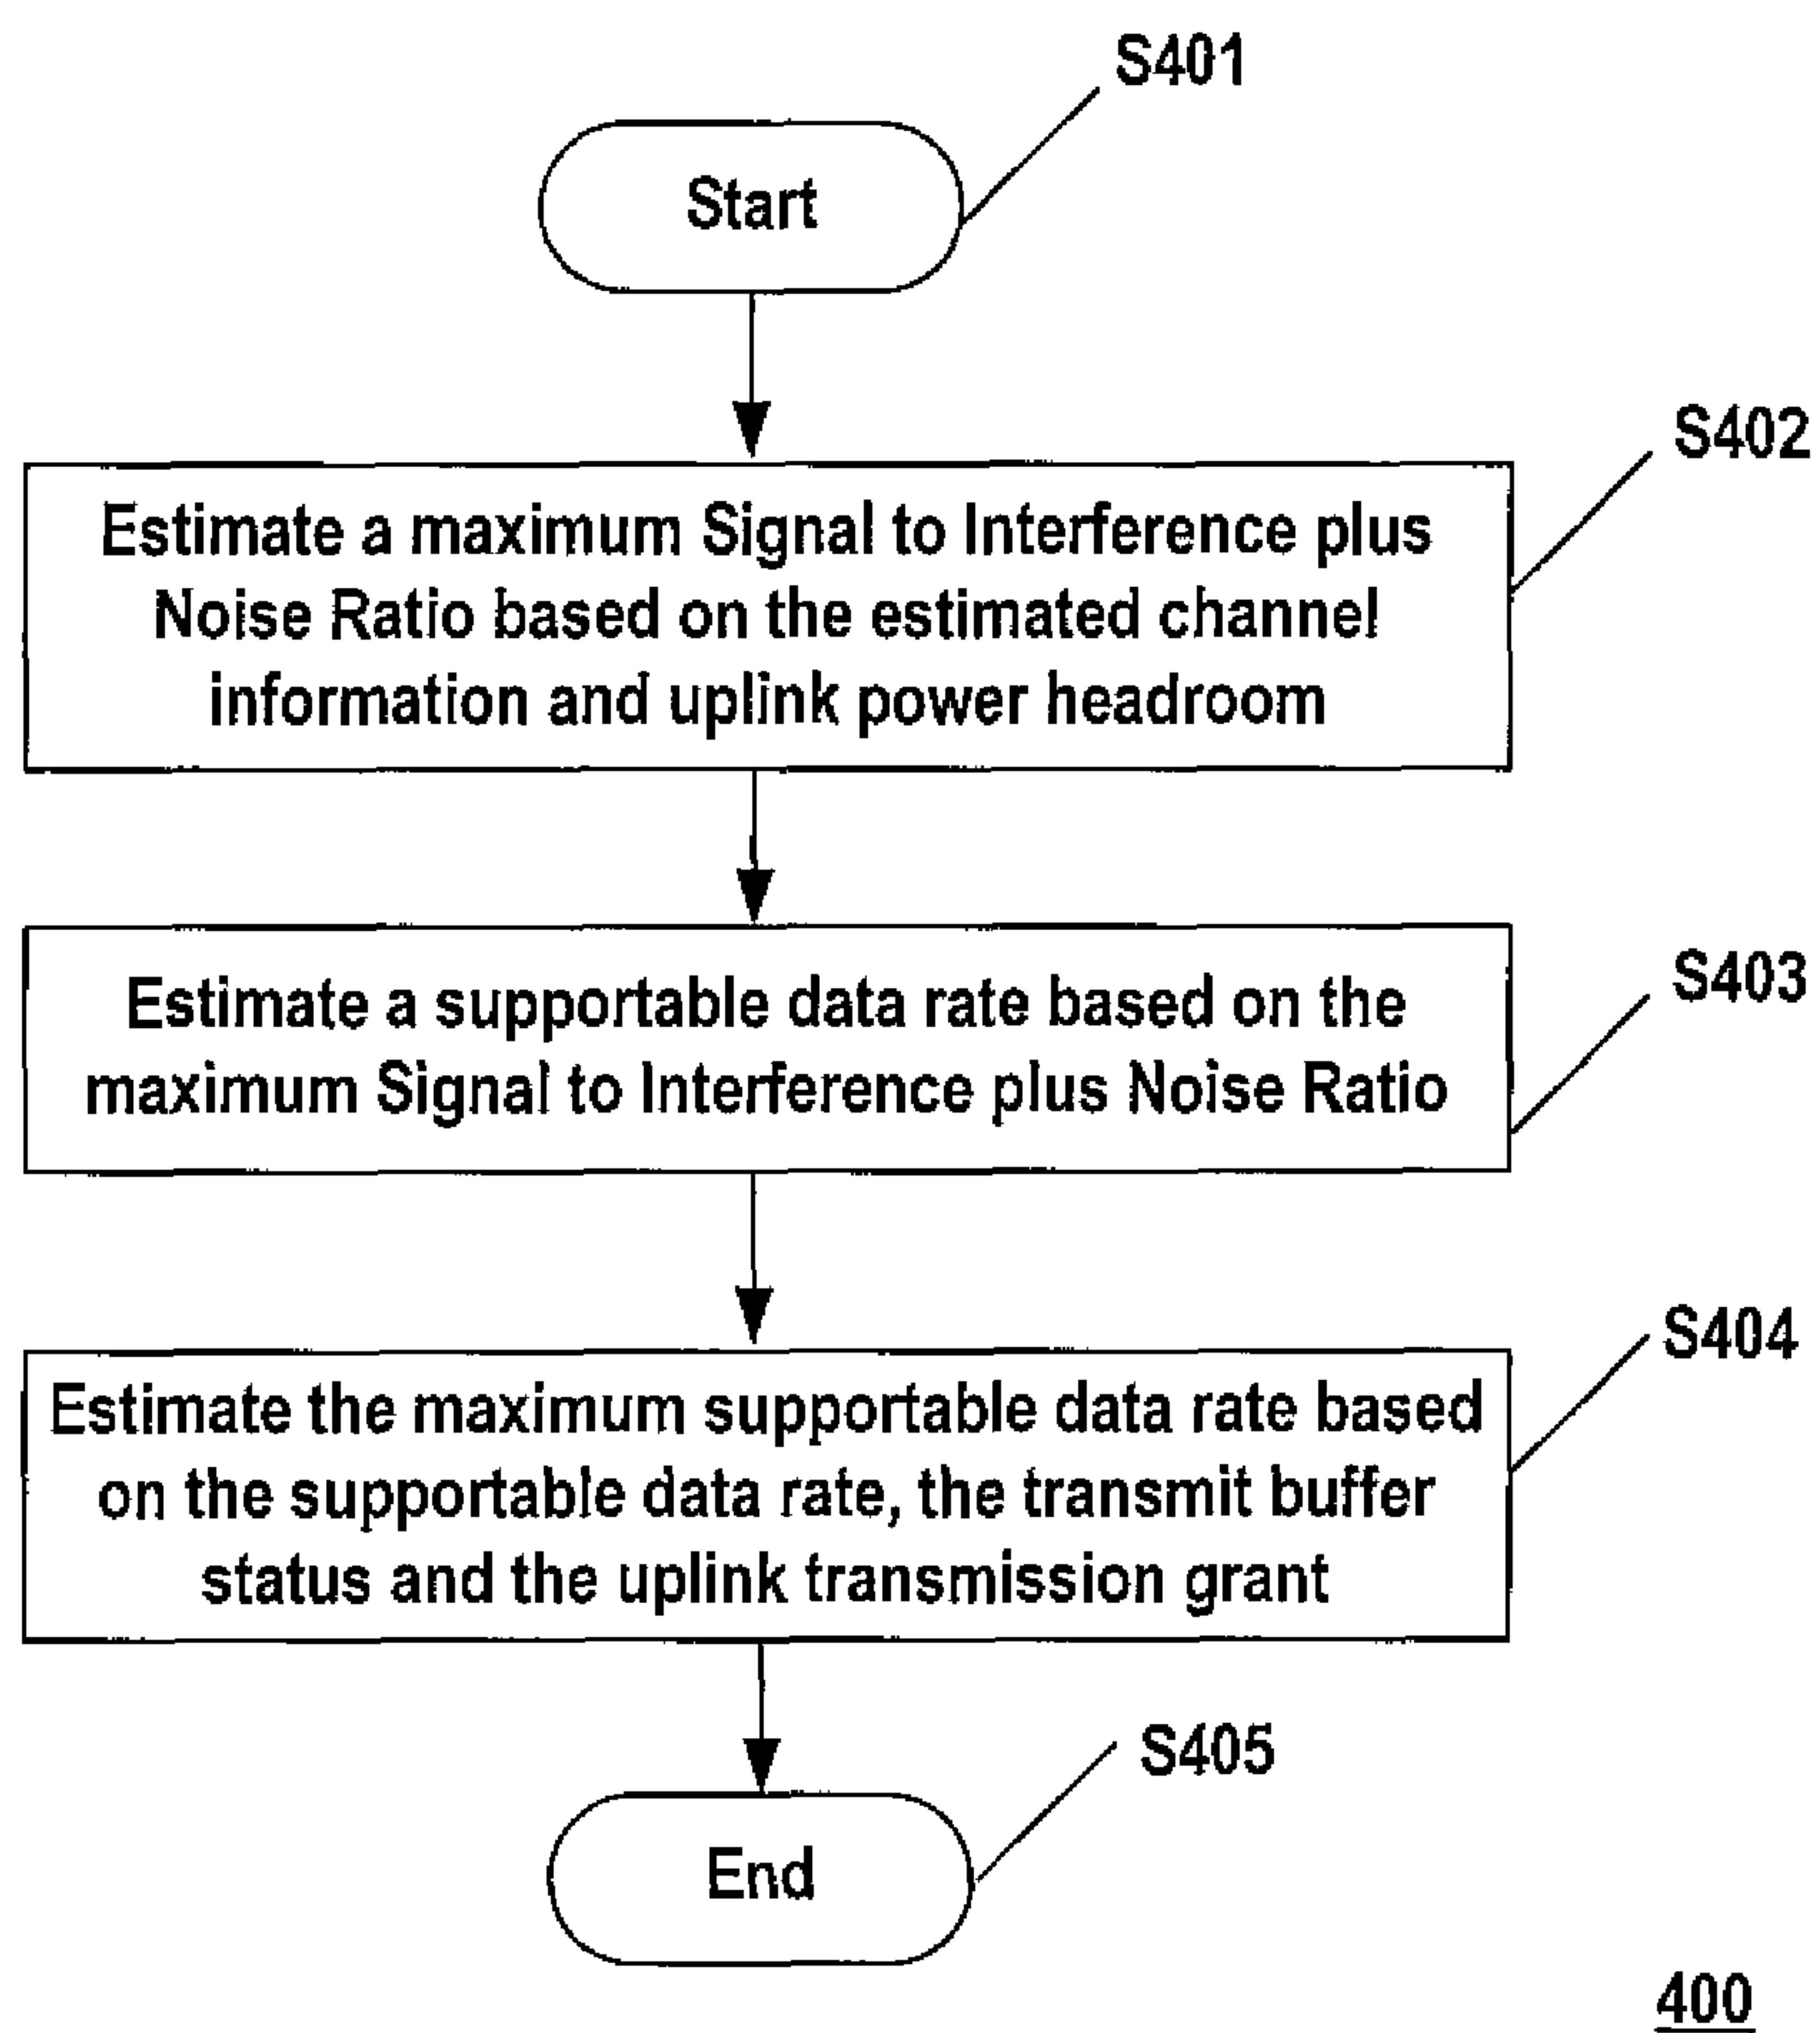 S401
Start
S402
Estimate a maximum Signal to Interference plus
Noise Ratio based on the estimated channel
information and uplink power headroom
S403
Estimate a supportable data rate based on the
maximum Signal to Interference plus Noise Ratio
S404
Estimate the maximum supportable data rate based
on the supportable data rate, the transmit buffer
status and the uplink transmission grant
S405
End
400